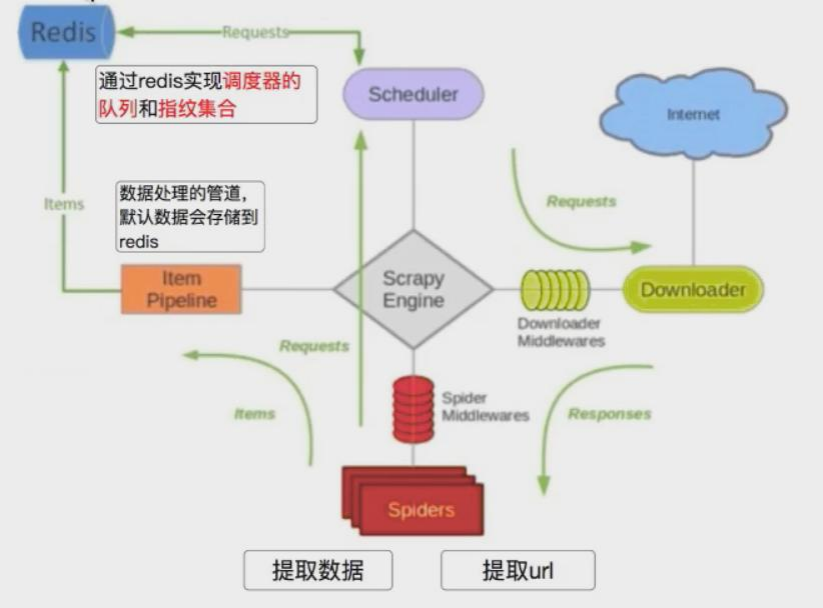 Redis
Requests
通过redis实现调度器的
队列和指纹集合
Scheduler
Internet
Items
数据处理的管道，
默认数据会存储到
redis
Requests
Item
Pipeline
Scrapy
Engine
Downloader
Downloader
Middlewares
Requests
Items
Spider
Middlewares
Responses
Spiders
提取数据
提取url